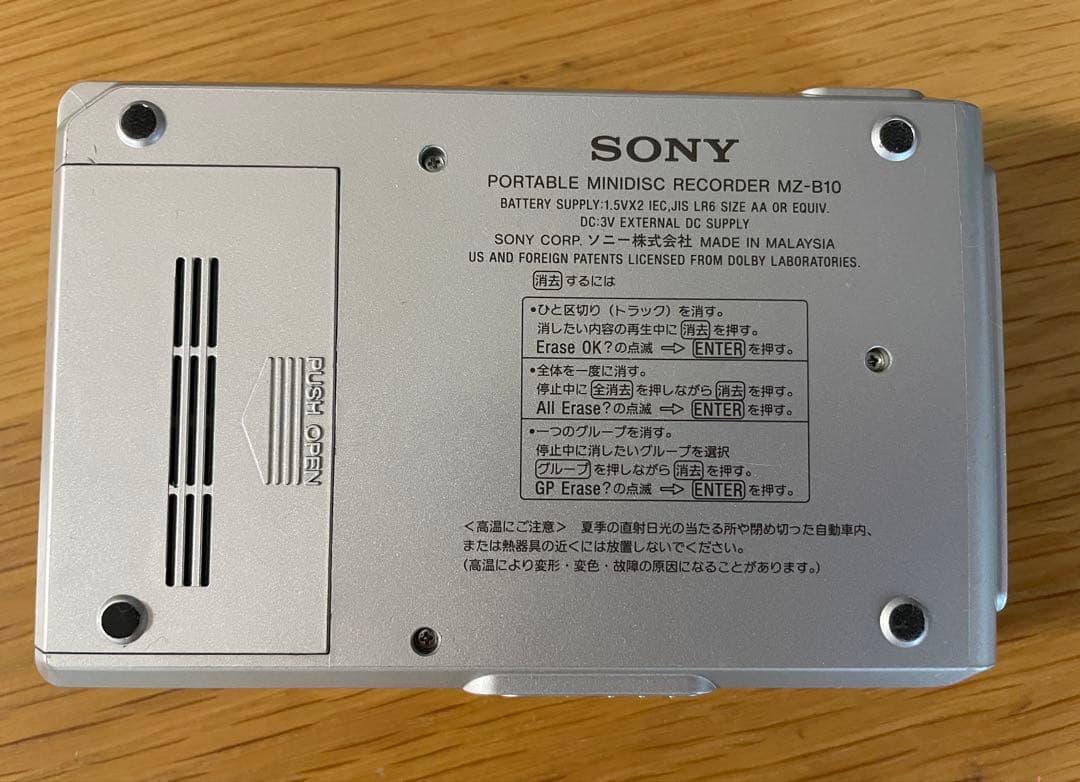 SONY
PORTABLE MINIDISC RECORDER MZ-B10
BATTERY SUPPLY:1.5VX2 IEC,JIS LR6 SIZE AA OR EQUIV.
DC:3V EXTERNAL DC SUPPLY
SONY CORP. ソニー株式会社 MADE IN MALAYSIA
US AND FOREIGN PATENTS LICENSED FROM DOLBY LABORATORIES.
消去するには
•ひと区切り（トラック）を消す。
消したい内容の再生中に消去を押す。
Erase OK?の点滅 ⇨ ENTERを押す。
•全体を一度に消す。
停止中に全消去を押しながら消去を押す。
All Erase?の点滅 ⇨ ENTERを押す。
•一つのグループを消す。
停止中に消したいグループを選択
グループを押しながら消去を押す。
GP Erase?の点滅 ⇨ ENTERを押す。
＜高温にご注意＞ 夏季の直射日光の当たる所や閉め切った自動車内、
または熱器具の近くには放置しないでください。
(高温により変形・変色・故障の原因になることがあります。)
PUSH OPEN